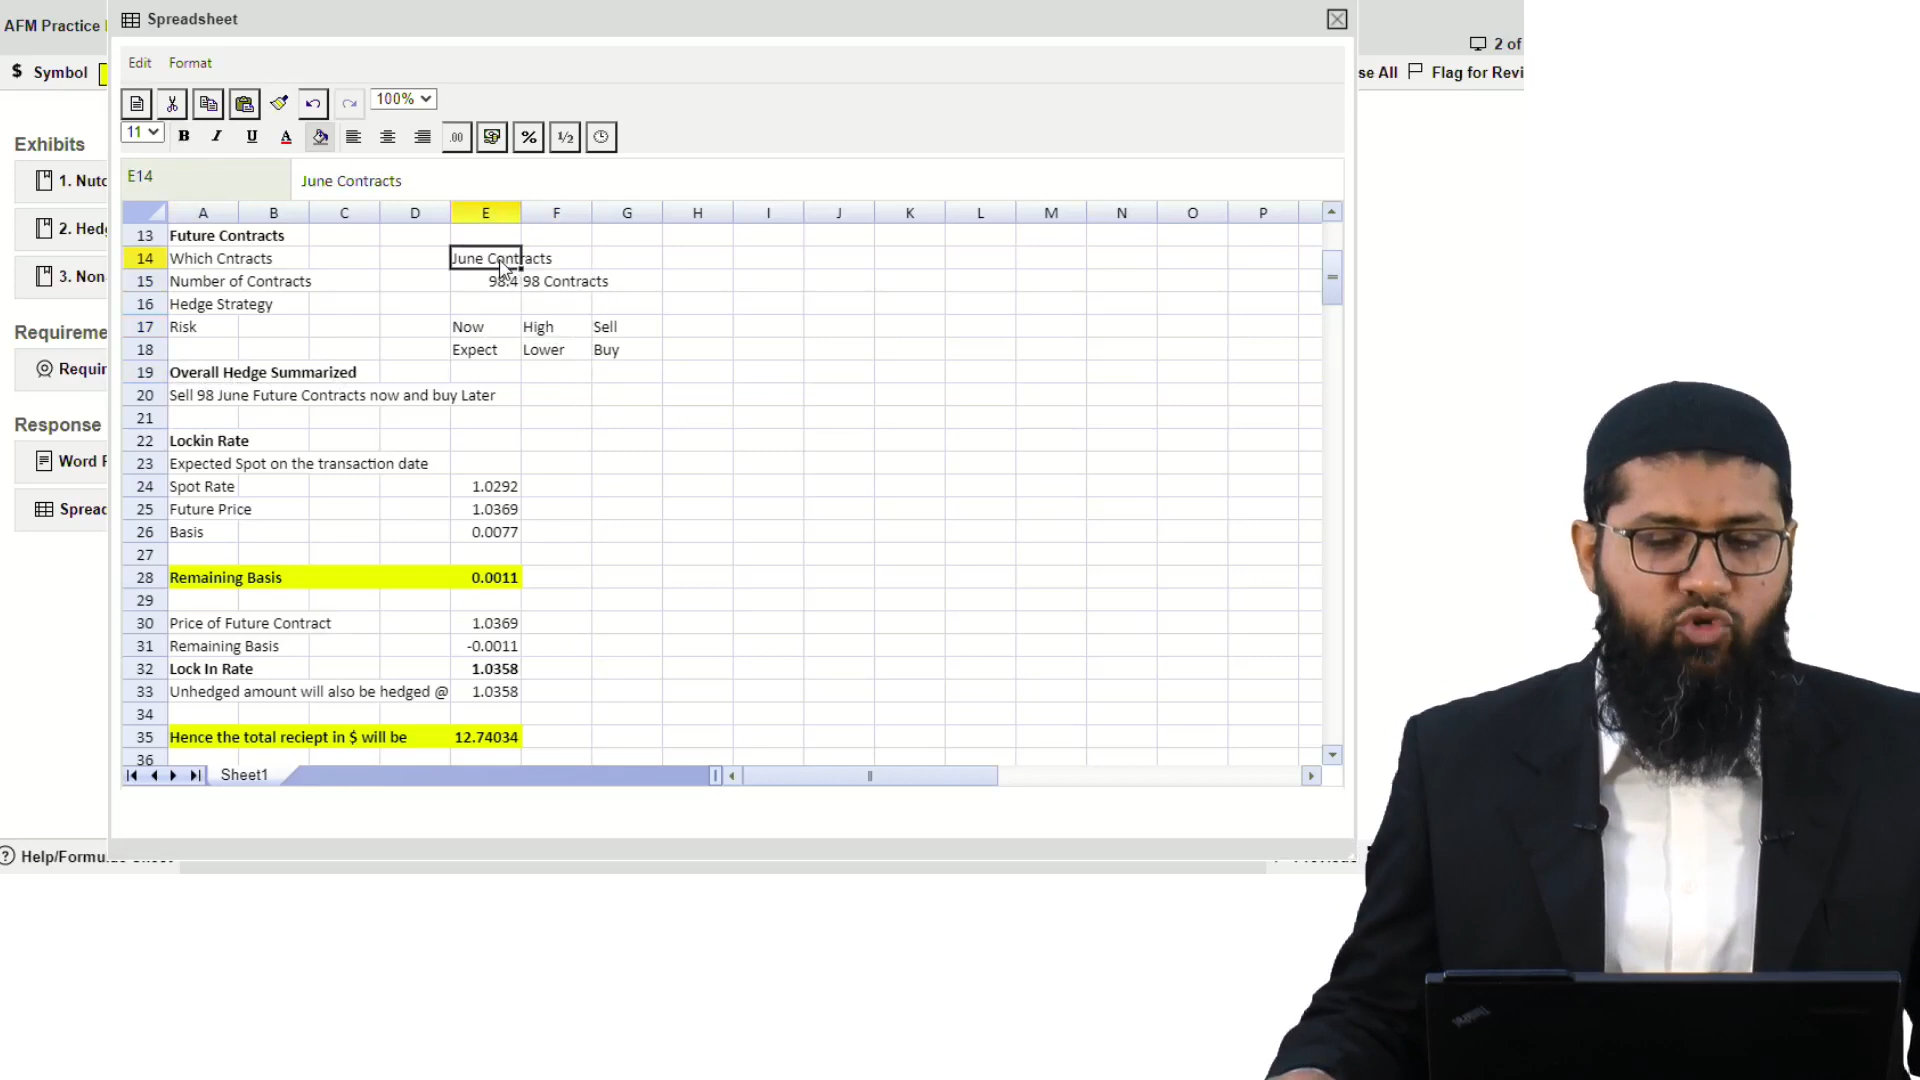 AFM Practice
Spreadsheet
2 of
$ Symbol
se All
Flag for Revi
Edit Format
100%
11 B I U A .00 % 1/2
Exhibits
1. Nutc
2. Hed
3. Non
Requireme
Requir
Response
Word P
Spread
E14
June Contracts
A B C D E F G H I J K L M N O P
13 Future Contracts
14 Which Cntracts June Contracts
15 Number of Contracts 98.4 98 Contracts
16 Hedge Strategy
17 Risk Now High Sell
18 Expect Lower Buy
19 Overall Hedge Summarized
20 Sell 98 June Future Contracts now and buy Later
21
22 Lockin Rate
23 Expected Spot on the transaction date
24 Spot Rate 1.0292
25 Future Price 1.0369
26 Basis 0.0077
27
28 Remaining Basis 0.0011
29
30 Price of Future Contract 1.0369
31 Remaining Basis -0.0011
32 Lock In Rate 1.0358
33 Unhedged amount will also be hedged @ 1.0358
34
35 Hence the total reciept in $ will be 12.74034
36
Sheet1
Help/Formula
ThinkPad